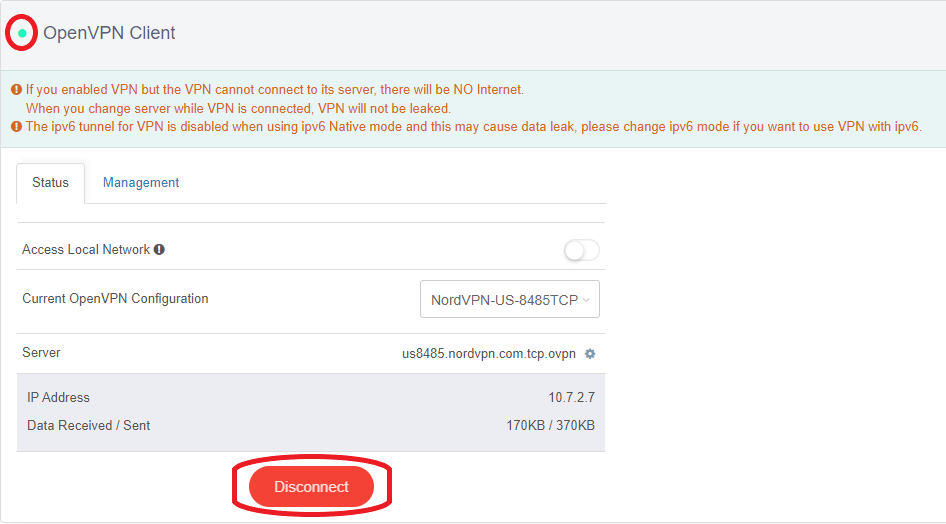 OpenVPN Client
If you enabled VPN but the VPN cannot connect to its server, there will be NO Internet.
When you change server while VPN is connected, VPN will not be leaked.
The ipv6 tunnel for VPN is disabled when using ipv6 Native mode and this may cause data leak, please change ipv6 mode if you want to use VPN with ipv6.
Status Management
Access Local Network
Current OpenVPN Configuration NordVPN-US-8485TCP
Server us8485.nordvpn.com.tcp.ovpn
IP Address 10.7.2.7
Data Received / Sent 170KB / 370KB
Disconnect